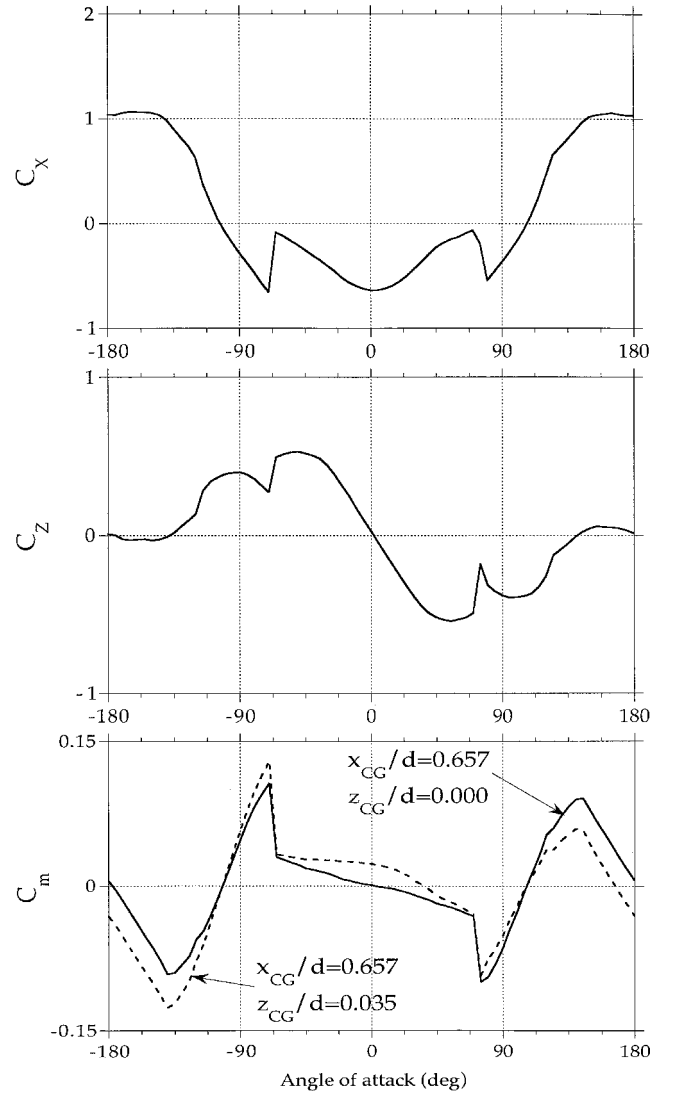 2
1
0
-1
C_X
-180 -90 0 90 180
1
0
-1
C_Z
-180 -90 0 90 180
0.15
0
-0.15
C_m
x_CG/d=0.657
z_CG/d=0.000
x_CG/d=0.657
z_CG/d=0.035
-180 -90 0 90 180
Angle of attack (deg)